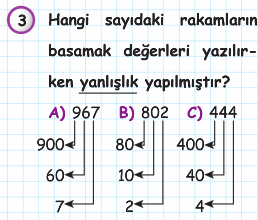 3 Hangi sayıdaki rakamların
basamak değerleri yazılır-
ken yanlışlık yapılmıştır?
A) 967 B) 802 C) 444
900 80 400
60 10 40
7 2 4